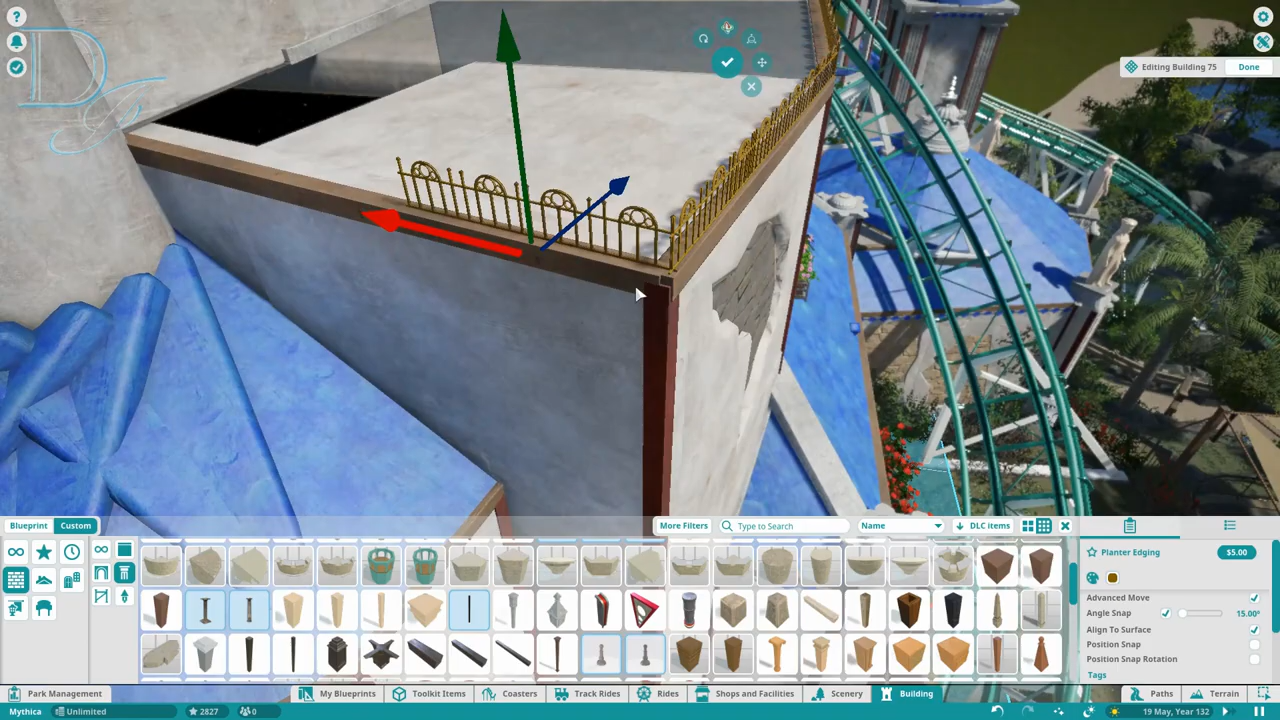 ?
Editing Building 75
Done
Blueprint
Custom
More Filters
Type to Search
Name
DLC items
Planter Edging
$5.00
Advanced Move
Angle Snap
15.00°
Align To Surface
Position Snap
Position Snap Rotation
Tags
Park Management
My Blueprints
Toolkit Items
Coasters
Track Rides
Rides
Shops and Facilities
Scenery
Building
Paths
Terrain
Mythica
Unlimited
2827
0
19 May, Year 132